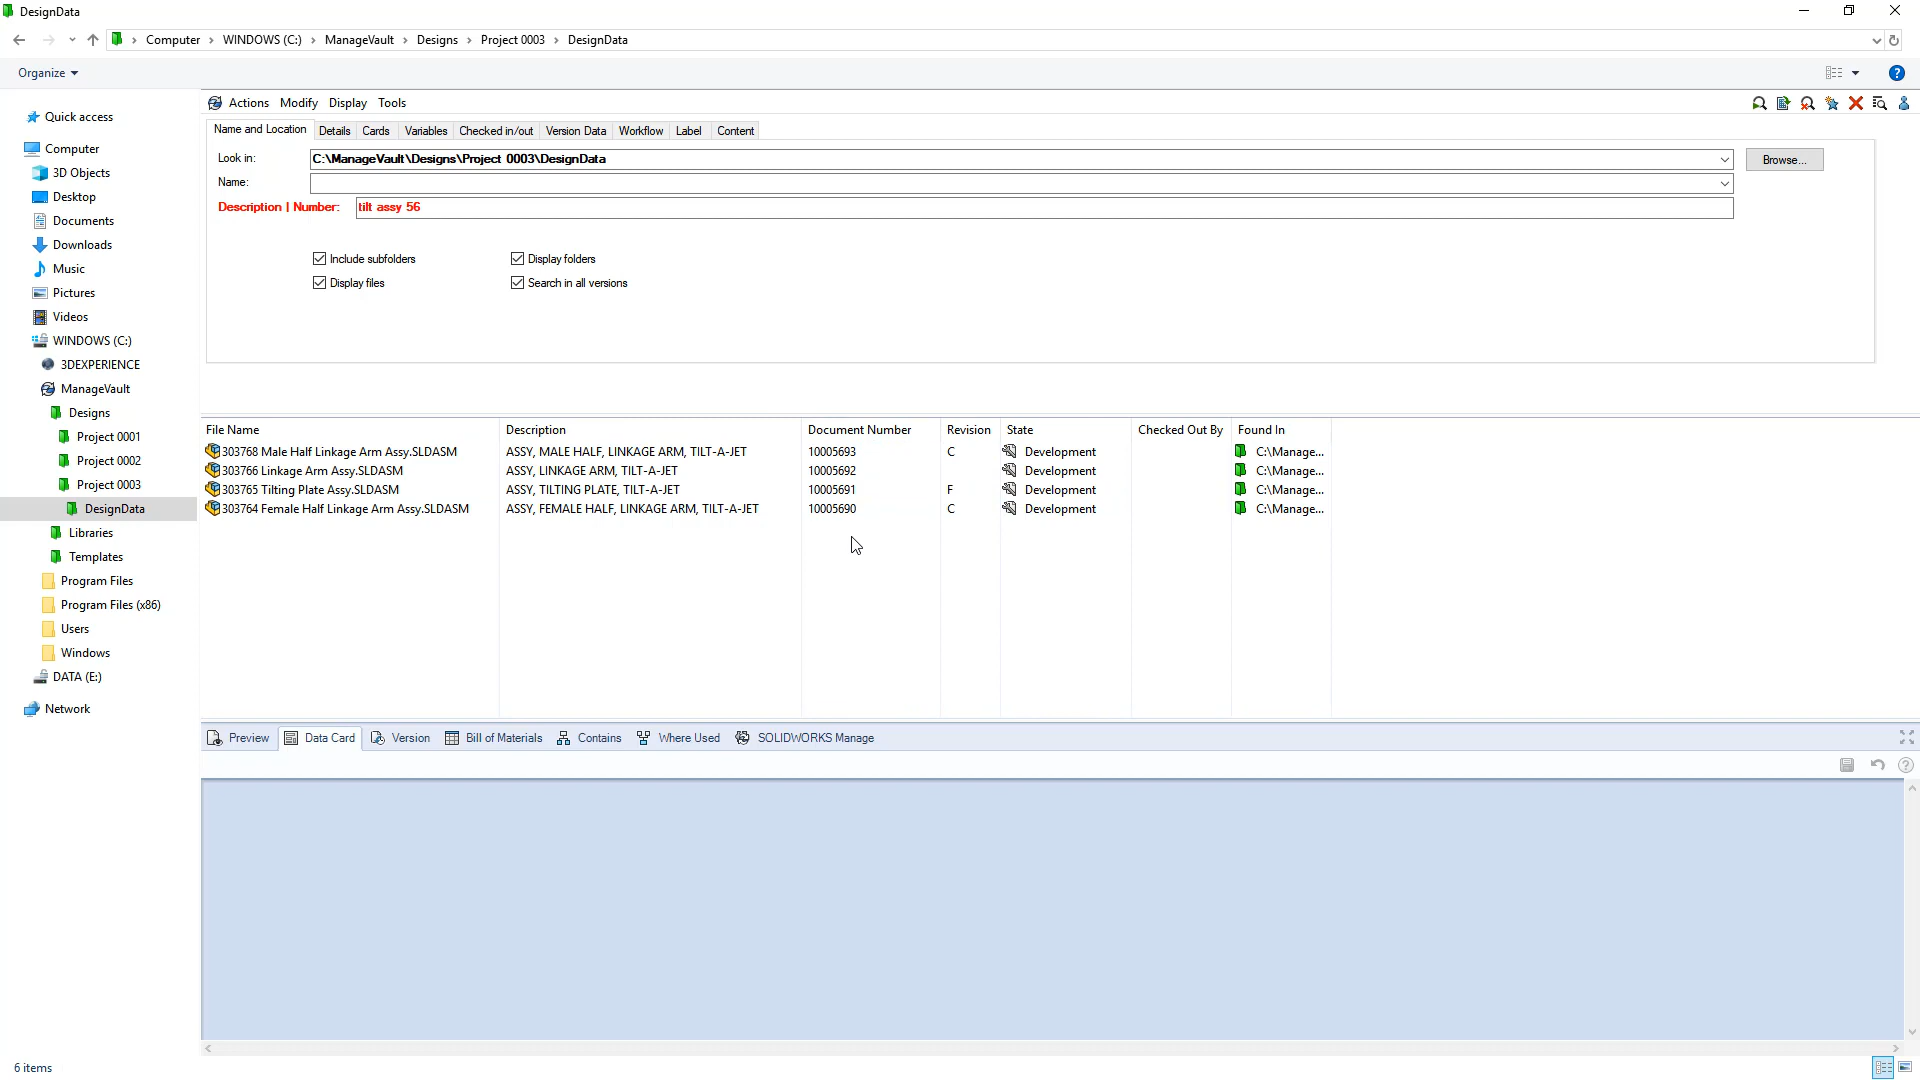 DesignData
Computer > WINDOWS (C:) > ManageVault > Designs > Project 0003 > DesignData
Organize
Quick access
Computer
3D Objects
Desktop
Documents
Downloads
Music
Pictures
Videos
WINDOWS (C:)
3DEXPERIENCE
ManageVault
Designs
Project 0001
Project 0002
Project 0003
DesignData
Libraries
Templates
Program Files
Program Files (x86)
Users
Windows
DATA (E:)
Network
Actions Modify Display Tools
Name and Location Details Cards Variables Checked in/out Version Data Workflow Label Content
Look in: C:\ManageVault\Designs\Project 0003\DesignData Browse...
Name:
Description | Number: tilt assy 56
Include subfolders Display folders
Display files Search in all versions
File Name Description Document Number Revision State Checked Out By Found In
303768 Male Half Linkage Arm Assy.SLDASM ASSY, MALE HALF, LINKAGE ARM, TILT-A-JET 10005693 C Development C:\Manage...
303766 Linkage Arm Assy.SLDASM ASSY, LINKAGE ARM, TILT-A-JET 10005692 Development C:\Manage...
303765 Tilting Plate Assy.SLDASM ASSY, TILTING PLATE, TILT-A-JET 10005691 F Development C:\Manage...
303764 Female Half Linkage Arm Assy.SLDASM ASSY, FEMALE HALF, LINKAGE ARM, TILT-A-JET 10005690 C Development C:\Manage...
Preview Data Card Version Bill of Materials Contains Where Used SOLIDWORKS Manage
6 items